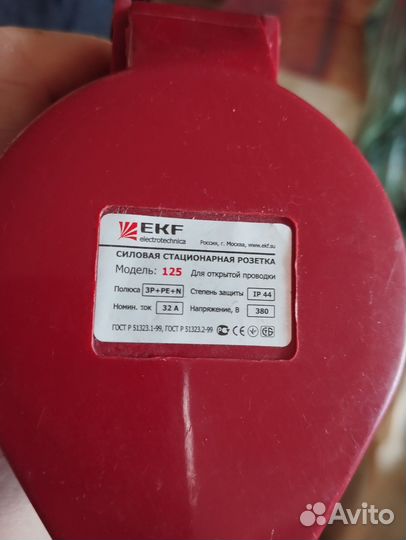 EKF
electrotechnica
Россия, г. Москва, www.ekf.su
СИЛОВАЯ СТАЦИОНАРНАЯ РОЗЕТКА
Модель: 125 Для открытой проводки
Полюса 3P+PE+N Степень защиты IP 44
Номин. ток 32 А Напряжение, В 380
ГОСТ Р 51323.1-99, ГОСТ Р 51323.2-99
Avito